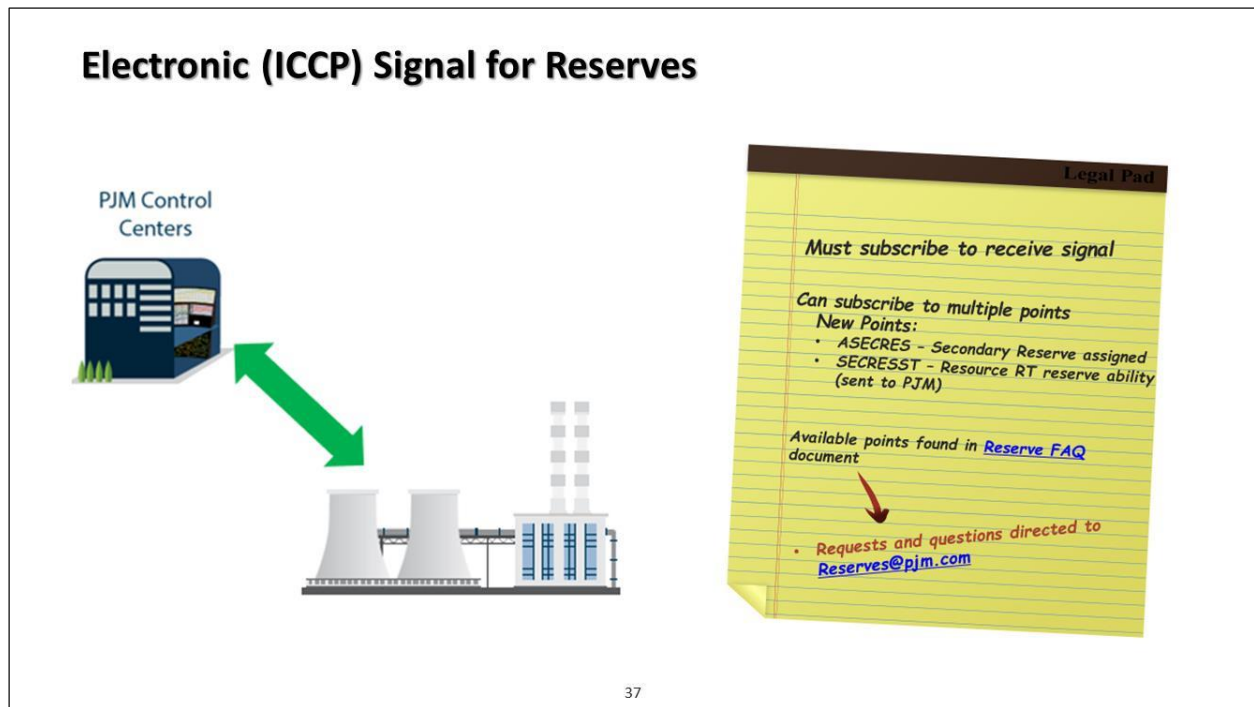 Electronic (ICCP) Signal for Reserves
PJM Control
Centers
Legal Pad
Must subscribe to receive signal
Can subscribe to multiple points
New Points:
• ASECRES – Secondary Reserve assigned
• SECRESST – Resource RT reserve ability
(sent to PJM)
Available points found in Reserve FAQ
document
• Requests and questions directed to
Reserves@pjm.com
37